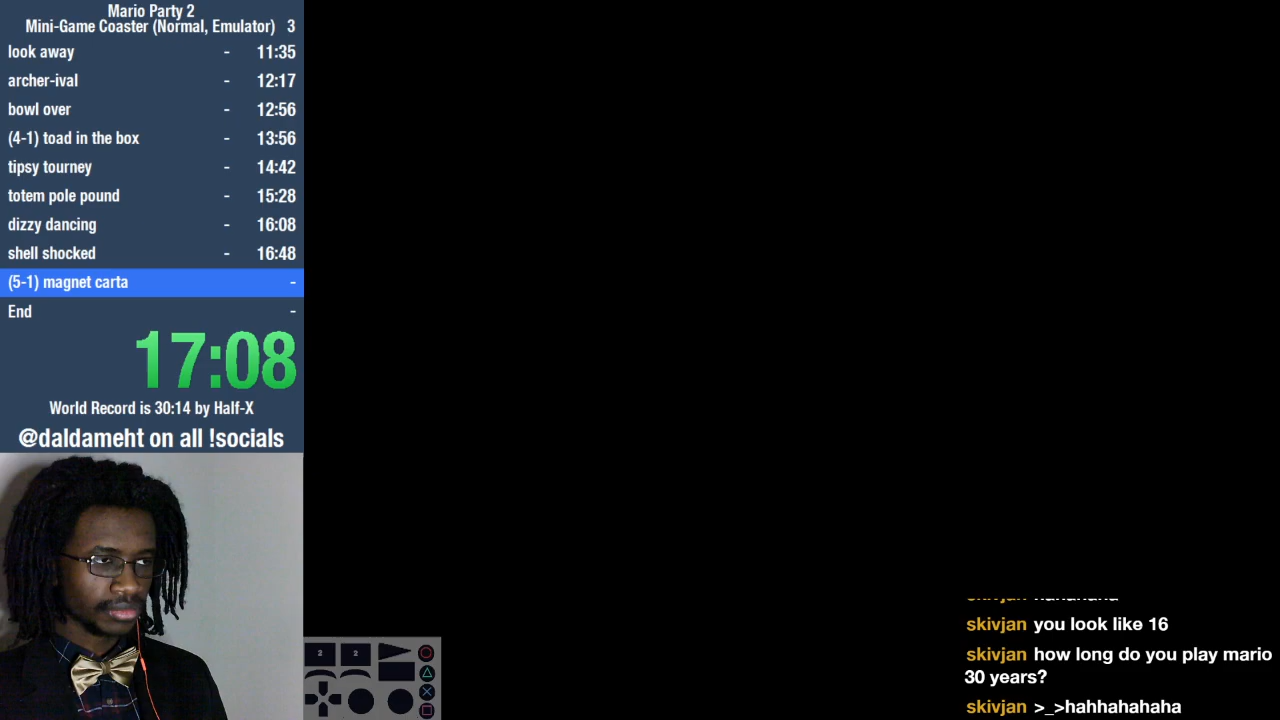 Mario Party 2
Mini-Game Coaster (Normal, Emulator) 3
look away - 11:35
archer-ival - 12:17
bowl over - 12:56
(4-1) toad in the box - 13:56
tipsy tourney - 14:42
totem pole pound - 15:28
dizzy dancing - 16:08
shell shocked - 16:48
(5-1) magnet carta -
End -
17:08
World Record is 30:14 by Half-X
@daldameht on all !socials
2 2
skivjan you look like 16
skivjan how long do you play mario
30 years?
skivjan >_>hahhahahaha